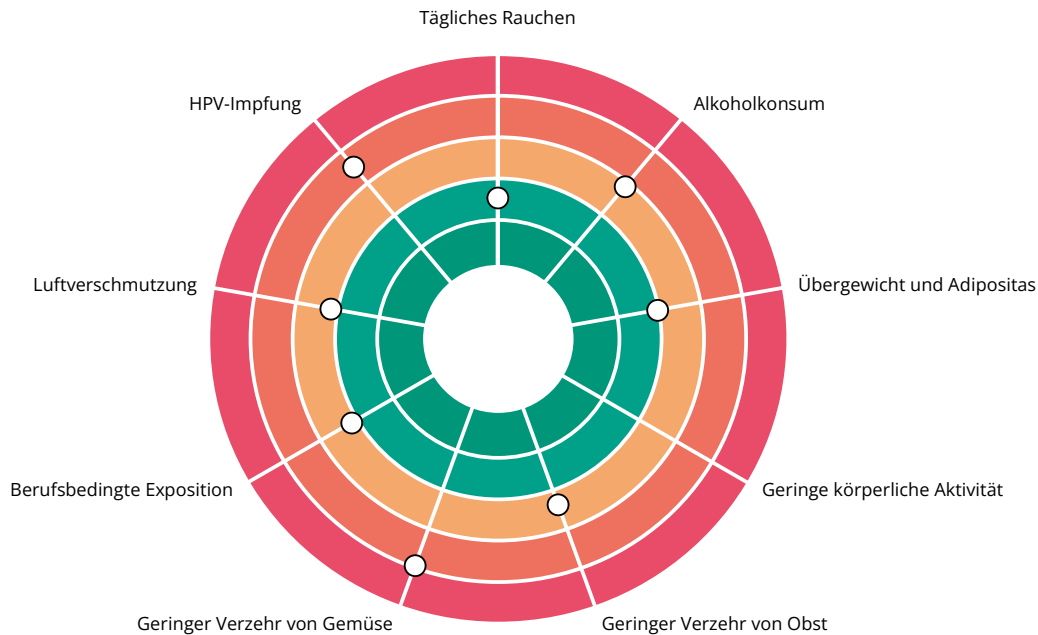 Tägliches Rauchen
HPV-Impfung
Alkoholkonsum
Luftverschmutzung
Übergewicht und Adipositas
Berufsbedingte Exposition
Geringe körperliche Aktivität
Geringer Verzehr von Gemüse
Geringer Verzehr von Obst